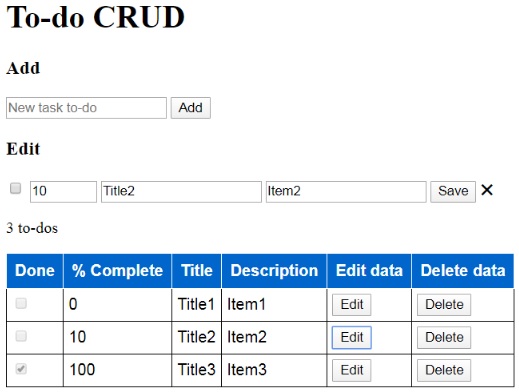 To-do CRUD
Add
New task to-do Add
Edit
10 Title2 Item2 Save ✕
3 to-dos
Done % Complete Title Description Edit data Delete data
0 Title1 Item1 Edit Delete
10 Title2 Item2 Edit Delete
100 Title3 Item3 Edit Delete